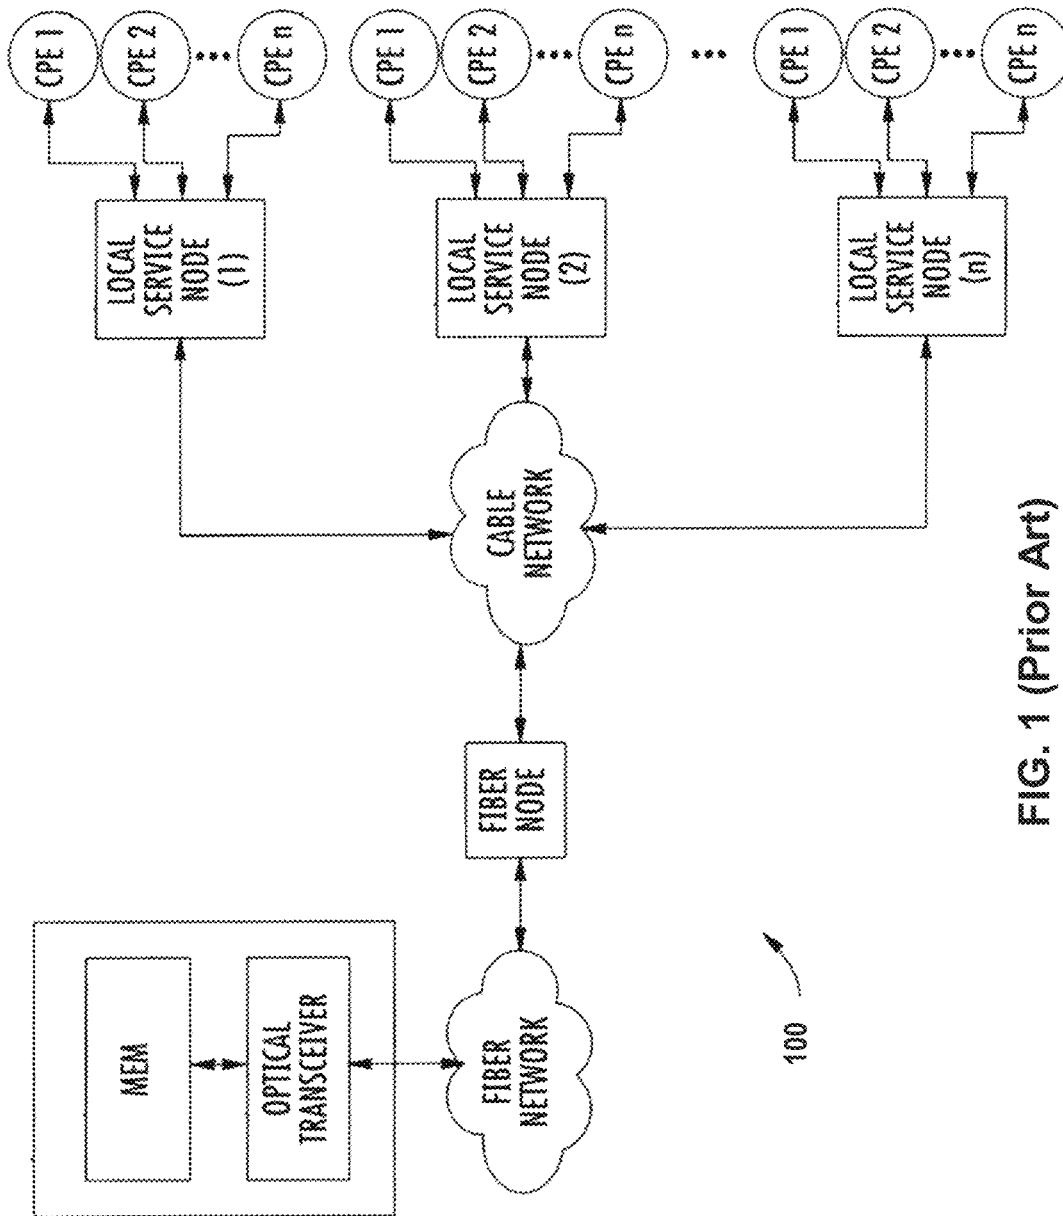 MEM
OPTICAL
TRANSCEIVER
FIBER
NETWORK
FIBER
NODE
CABLE
NETWORK
LOCAL
SERVICE
NODE
(1)
CPE 1
CPE 2
•••
CPE n
LOCAL
SERVICE
NODE
(2)
CPE 1
CPE 2
•••
CPE n
•••
LOCAL
SERVICE
NODE
(n)
CPE 1
CPE 2
•••
CPE n
100
FIG. 1 (Prior Art)